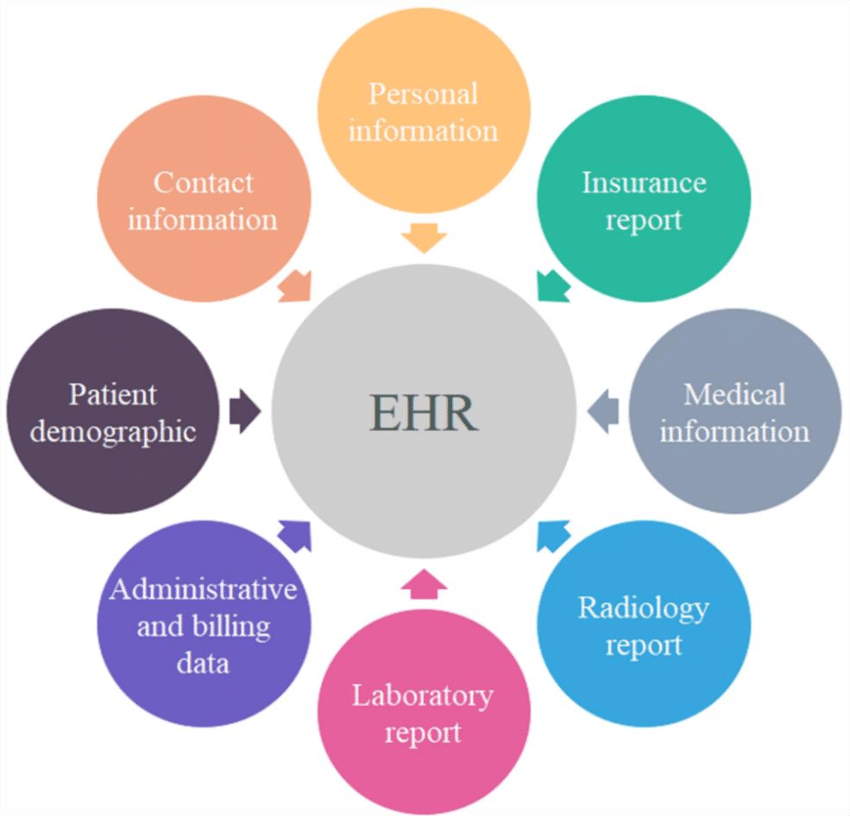 Personal
information
Insurance
report
Medical
information
Radiology
report
Laboratory
report
Administrative
and billing
data
Patient
demographic
Contact
information
EHR